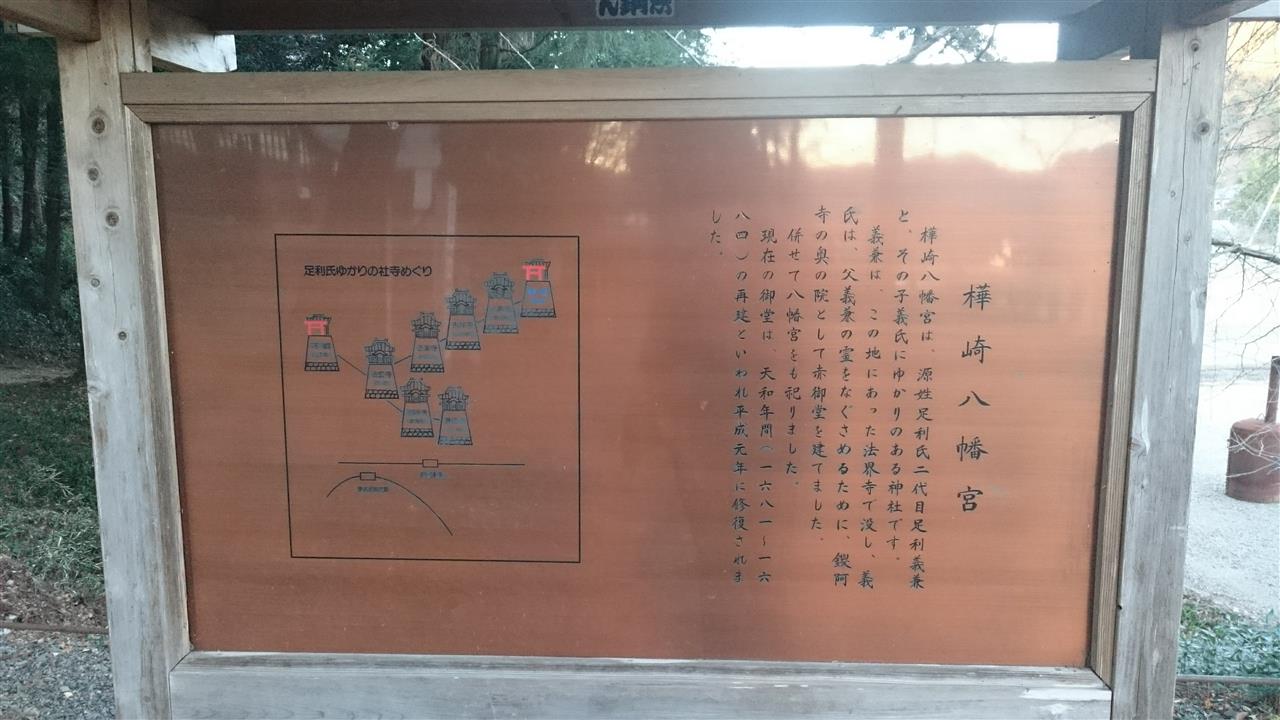 樺崎八幡宮
樺崎八幡宮は、源姓足利氏二代目足利義兼
と、その子義氏にゆかりのある神社です。
義兼は、この地にあった法界寺で没し、義
氏は、父義兼の霊をなぐさめるために、鑁阿
寺の奥の院として赤御堂を建てました。
併せて八幡宮をも祀りました。
現在の御堂は、天和年間(一六八一〜一六
八四)の再建といわれ平成元年に修復されま
した。
足利氏ゆかりの社寺めぐり